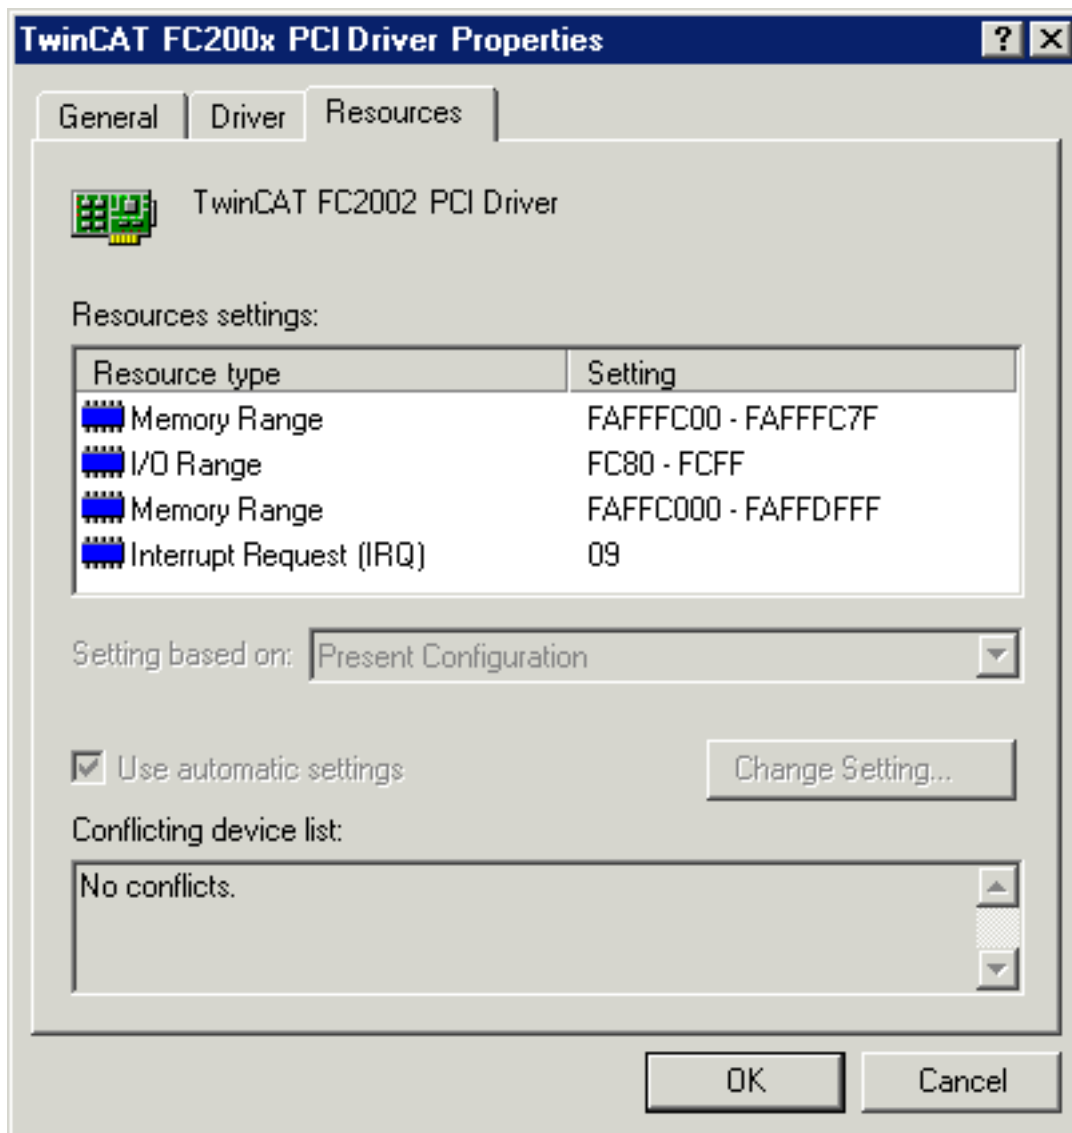 TwinCAT FC200x PCI Driver Properties
General Driver Resources
TwinCAT FC2002 PCI Driver
Resources settings:
Resource type Setting
Memory Range FAFFFC00 - FAFFFC7F
I/O Range FC80 - FCFF
Memory Range FAFFC000 - FAFFDFFF
Interrupt Request (IRQ) 09
Setting based on: Present Configuration
Use automatic settings Change Setting...
Conflicting device list:
No conflicts.
OK Cancel